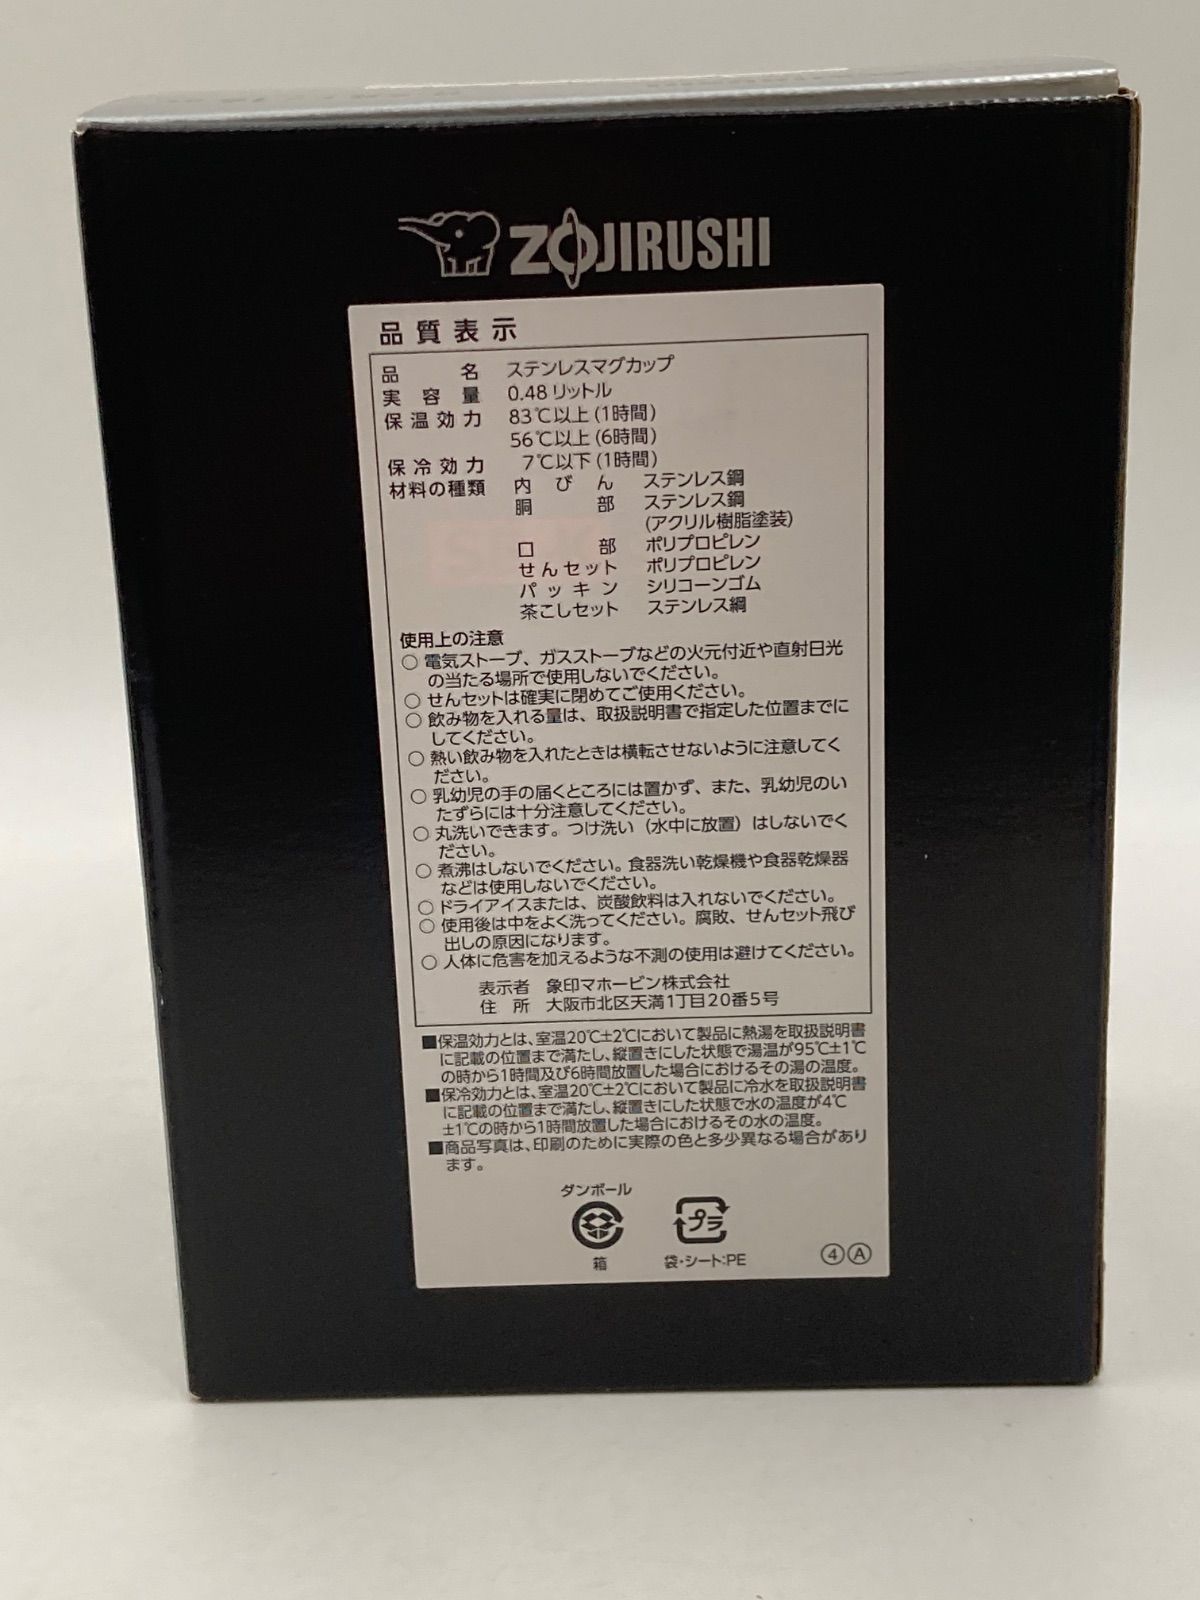 ZOJIRUSHI
品質表示
品名 ステンレスマグカップ
実容量 0.48リットル
保温効力 83℃以上(1時間)
56℃以上(6時間)
保冷効力 7℃以下(1時間)
材料の種類 内びん ステンレス鋼
胴部 ステンレス鋼
(アクリル樹脂塗装)
口部 ポリプロピレン
せんセット ポリプロピレン
パッキン シリコーンゴム
茶こしセット ステンレス鋼
使用上の注意
○ 電気ストーブ、ガスストーブなどの火元付近や直射日光
の当たる場所で使用しないでください。
○ せんセットは確実に閉めてご使用ください。
○ 飲み物を入れる量は、取扱説明書で指定した位置までに
してください。
○ 熱い飲み物を入れたときは横転させないように注意してく
ださい。
○ 乳幼児の手の届くところには置かず、また、乳幼児のい
たずらには十分注意してください。
○ 丸洗いできます。つけ洗い（水中に放置）はしないでく
ださい。
○ 煮沸はしないでください。食器洗い乾燥機や食器乾燥器
などは使用しないでください。
○ ドライアイスまたは、炭酸飲料は入れないでください。
○ 使用後は中をよく洗ってください。腐敗、せんセット飛び
出しの原因になります。
○ 人体に危害を加えるような不測の使用は避けてください。
表示者 象印マホービン株式会社
住所 大阪市北区天満1丁目20番5号
■保温効力とは、室温20℃±2℃において製品に熱湯を取扱説明書
に記載の位置まで満たし、縦置きにした状態で湯温が95℃±1℃
の時から1時間及び6時間放置した場合におけるその湯の温度。
■保冷効力とは、室温20℃±2℃において製品に冷水を取扱説明書
に記載の位置まで満たし、縦置きにした状態で水の温度が4℃
±1℃の時から1時間放置した場合におけるその水の温度。
■商品写真は、印刷のために実際の色と多少異なる場合があり
ます。
ダンボール
プラ
箱
袋・シート:PE
④Ⓐ